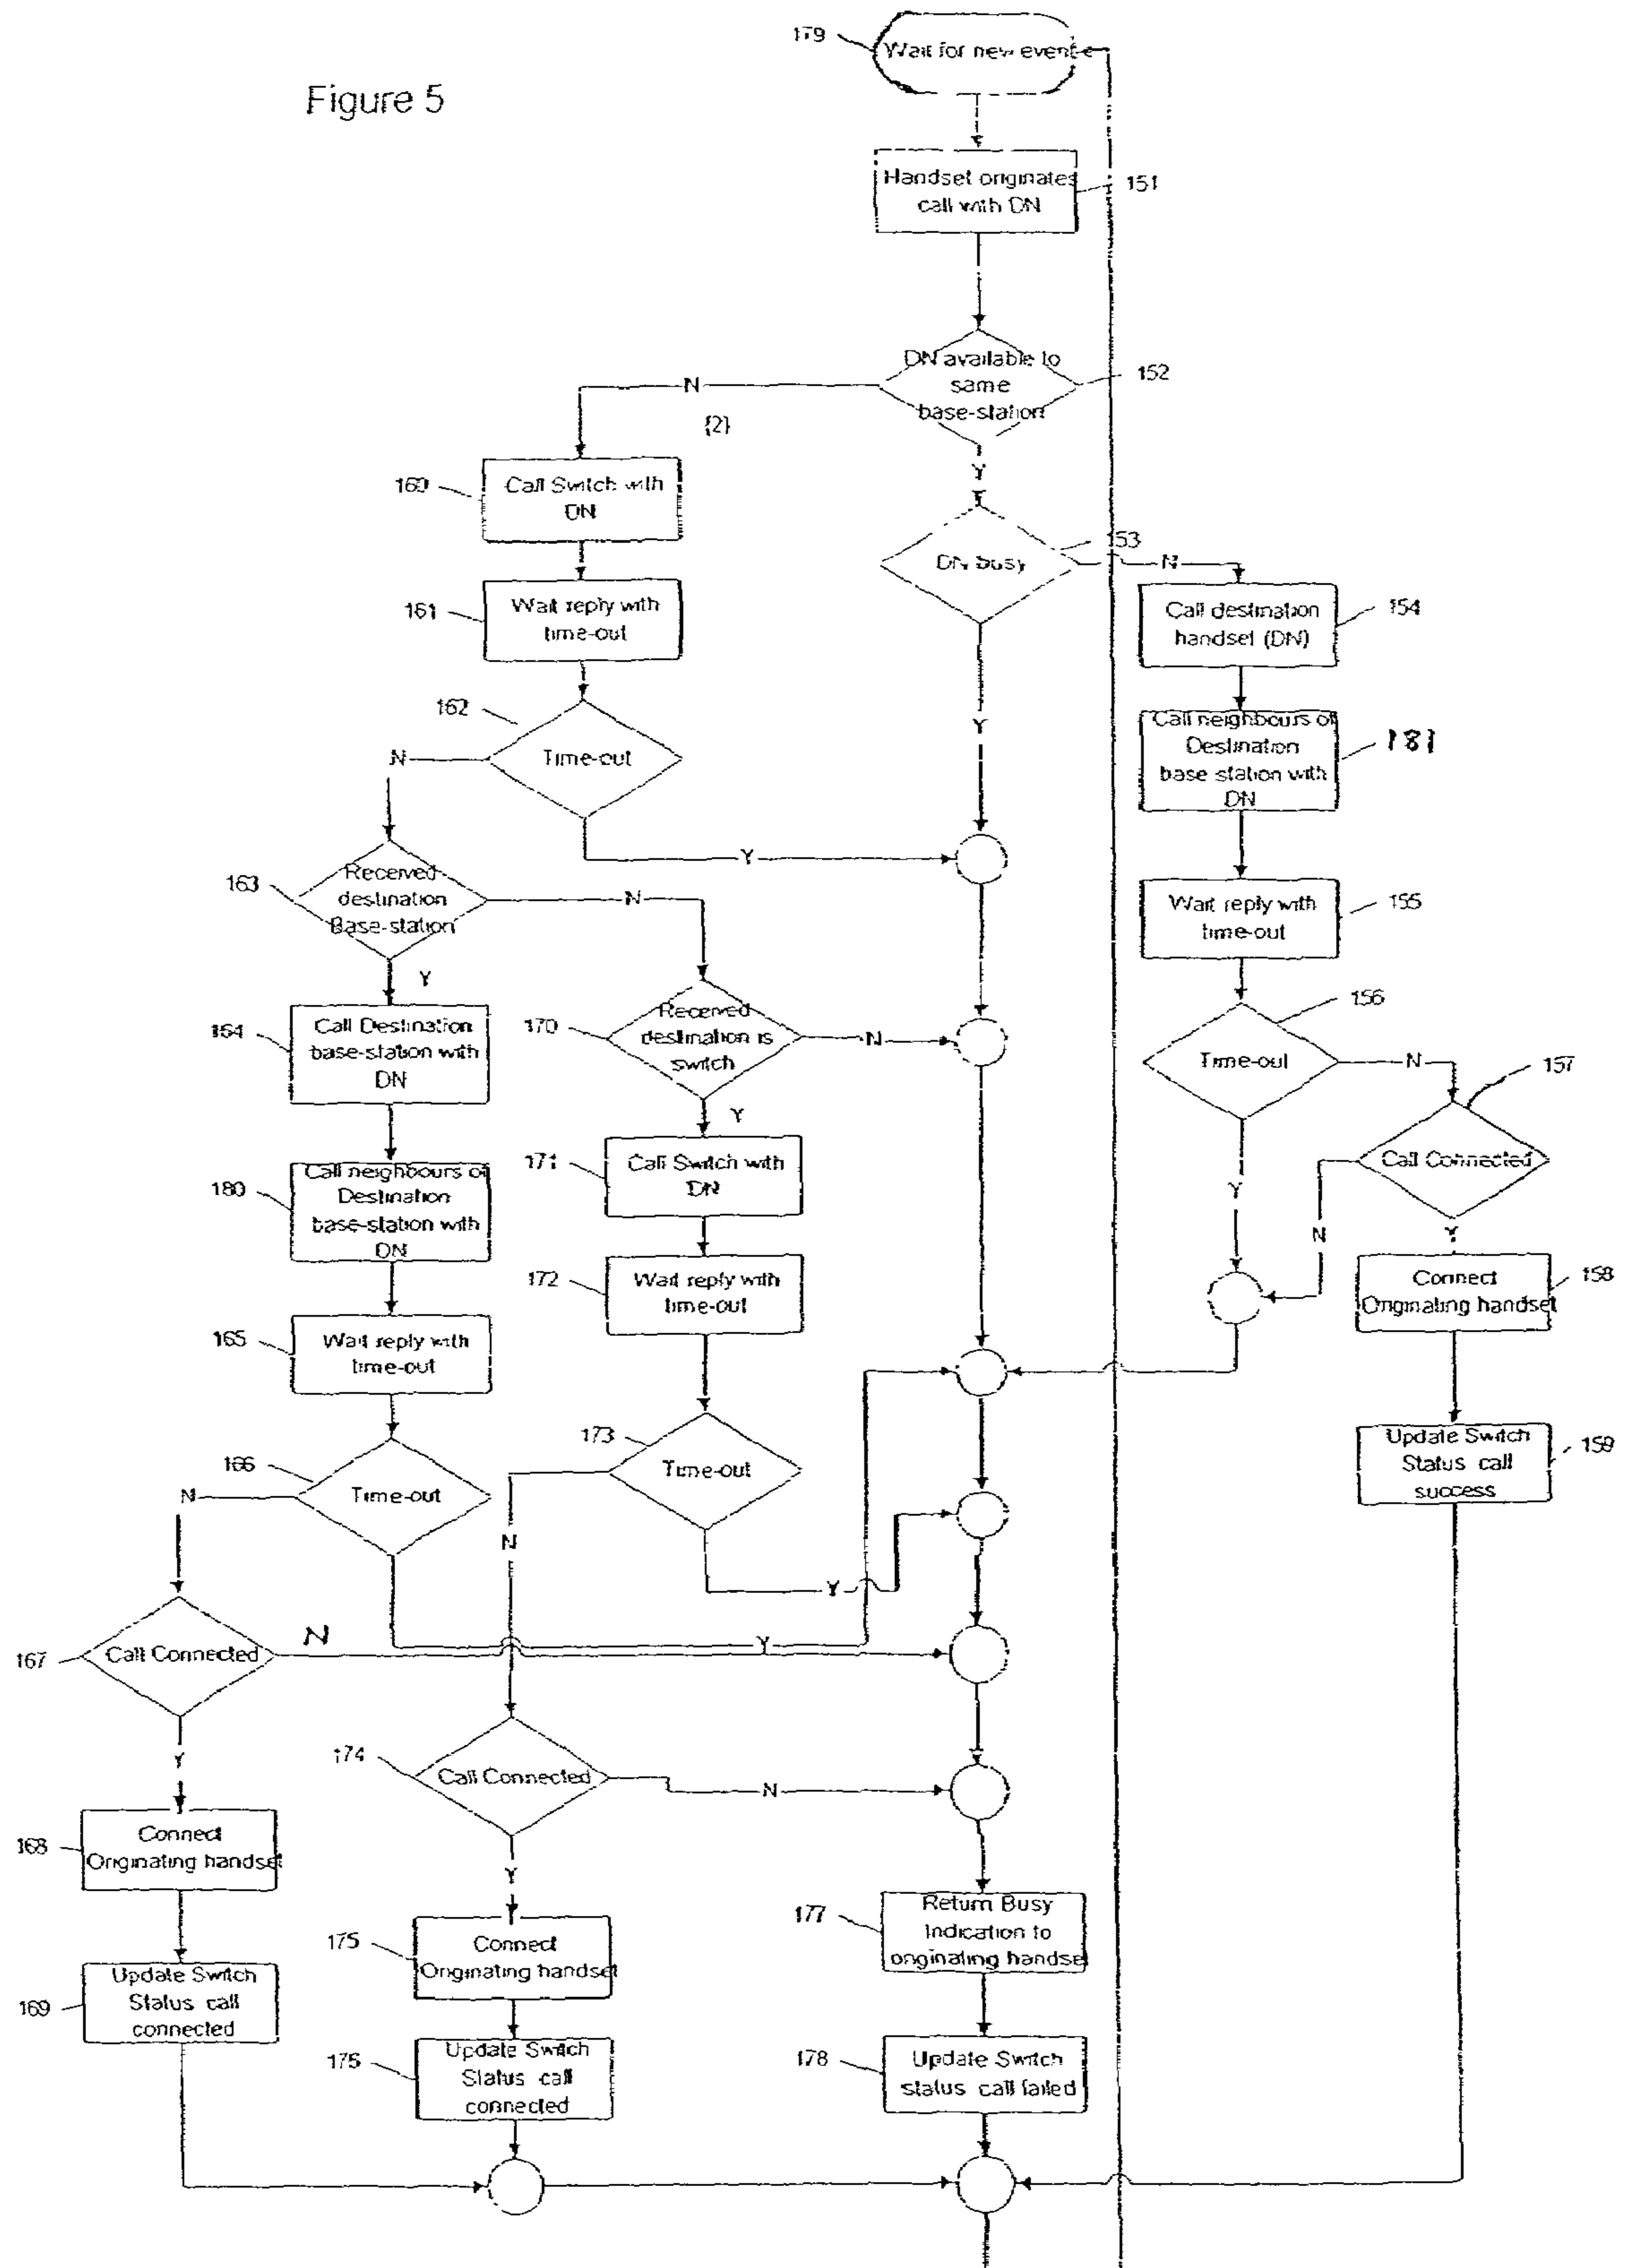 Figure 5
179
Wait for new event
Handset originates
call with DN
151
DN available to
same
base-station
152
N
{2}
Y
160
Call Switch with
DN
153
DN busy
N
161
Wait reply with
time-out
Call destination
handset (DN)
154
162
Time-out
N
Y
Call neighbours of
Destination
base station with
DN
181
Y
163
Received
destination
Base-station
N
Y
Wait reply with
time-out
155
164
Call Destination
base-station with
DN
170
Received
destination is
switch
N
Y
156
Time-out
N
157
Call Connected
Y
N
Y
180
Call neighbours of
Destination
base-station with
DN
171
Call Switch with
DN
172
Wait reply with
time-out
Connect
Originating handset
158
165
Wait reply with
time-out
173
Time-out
Update Switch
Status call
success
159
166
Time-out
N
N
Y
167
Call Connected
N
Y
Y
174
Call Connected
N
Y
168
Connect
Originating handset
175
Connect
Originating handset
177
Return Busy
Indication to
originating handset
169
Update Switch
Status call
connected
176
Update Switch
Status call
connected
178
Update Switch
status call failed